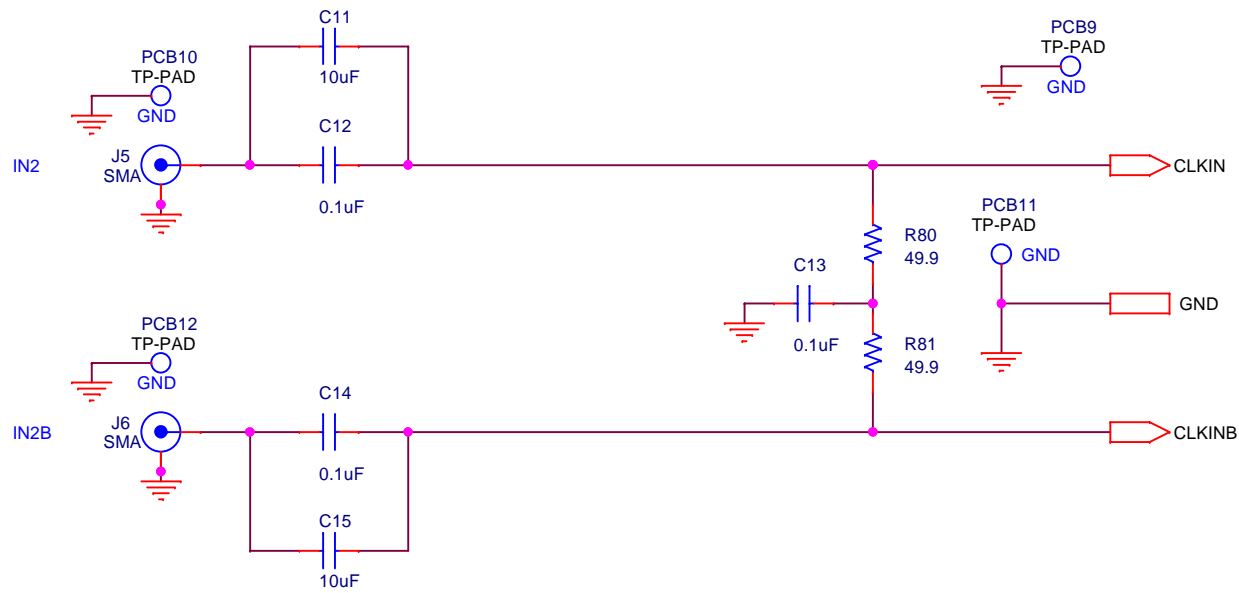 C11
10uF
PCB10
TP-PAD
GND
PCB9
TP-PAD
GND
C12
0.1uF
IN2
J5
SMA
CLKIN
PCB11
TP-PAD
GND
R80
49.9
C13
0.1uF
GND
R81
49.9
PCB12
TP-PAD
GND
C14
0.1uF
IN2B
J6
SMA
CLKINB
C15
10uF